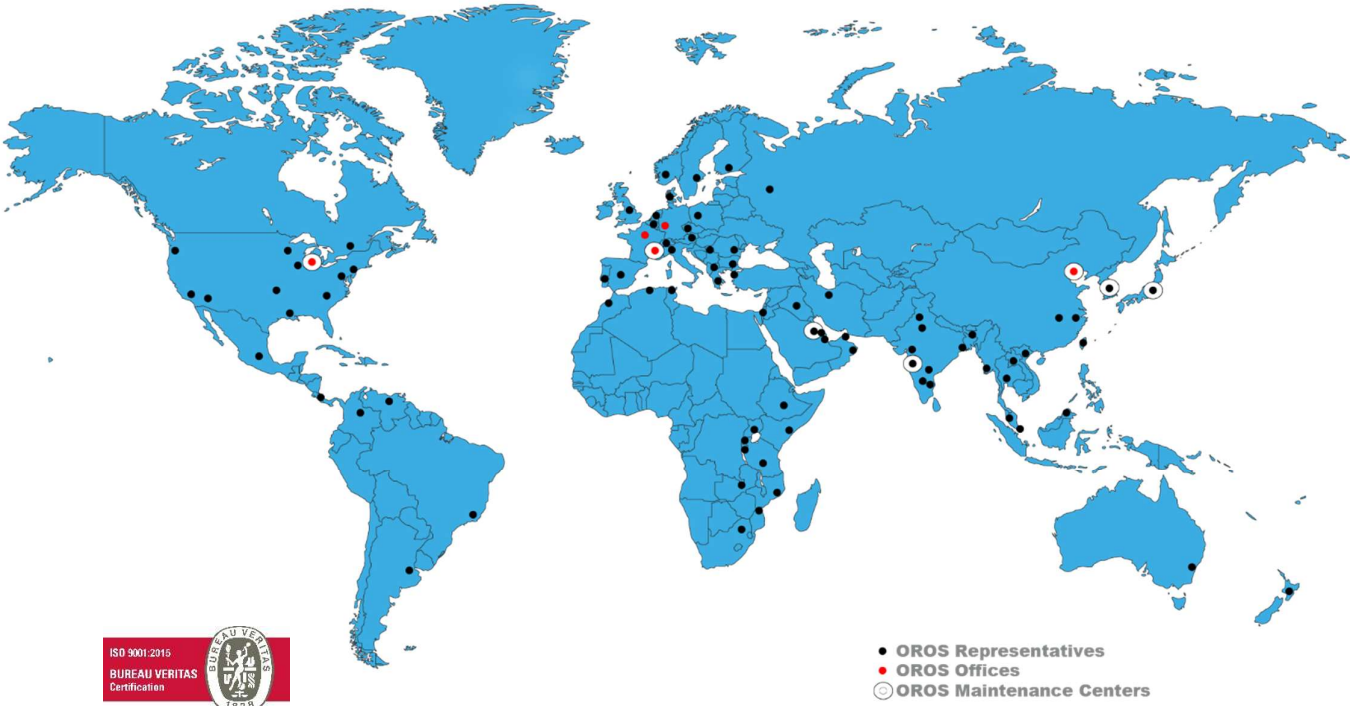 ISO 9001:2015
BUREAU VERITAS
Certification
BUREAU VERITAS
1828
OROS Representatives
OROS Offices
OROS Maintenance Centers